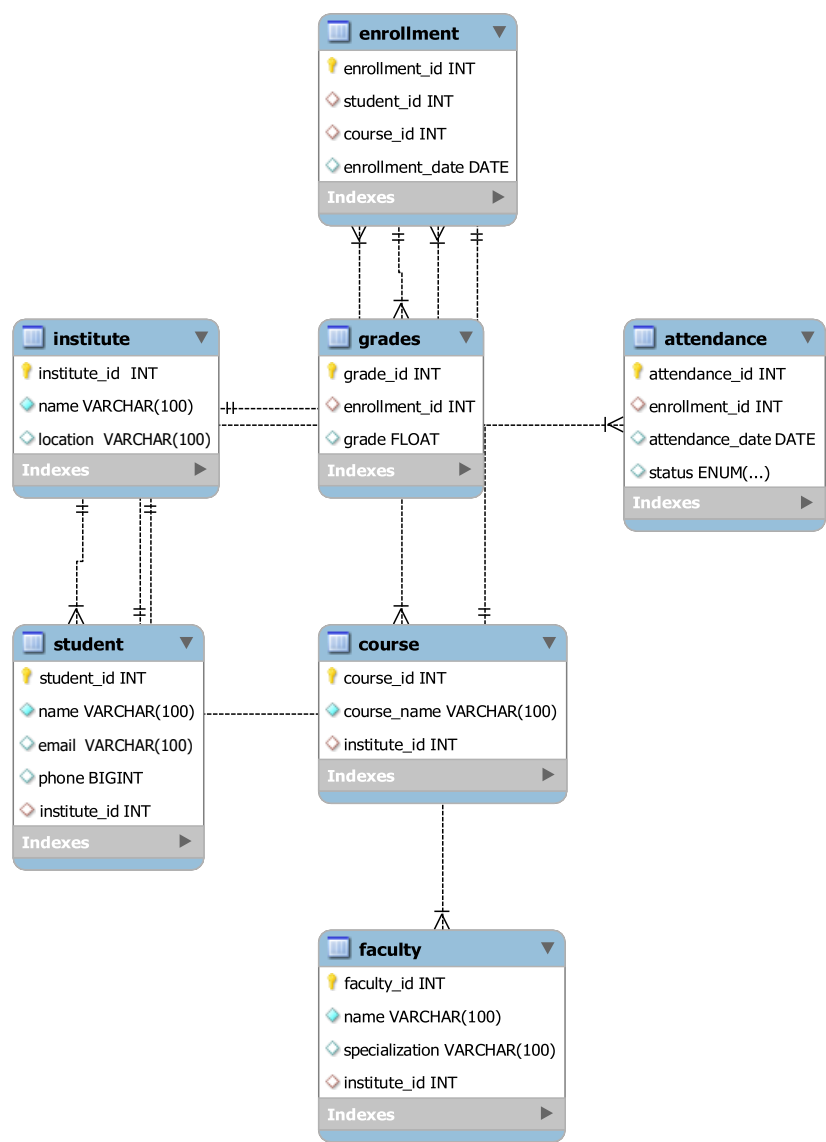 enrollment
enrollment_id INT
student_id INT
course_id INT
enrollment_date DATE
Indexes
institute
institute_id INT
name VARCHAR(100)
location VARCHAR(100)
Indexes
grades
grade_id INT
enrollment_id INT
grade FLOAT
Indexes
attendance
attendance_id INT
enrollment_id INT
attendance_date DATE
status ENUM(...)
Indexes
student
student_id INT
name VARCHAR(100)
email VARCHAR(100)
phone BIGINT
institute_id INT
Indexes
course
course_id INT
course_name VARCHAR(100)
institute_id INT
Indexes
faculty
faculty_id INT
name VARCHAR(100)
specialization VARCHAR(100)
institute_id INT
Indexes